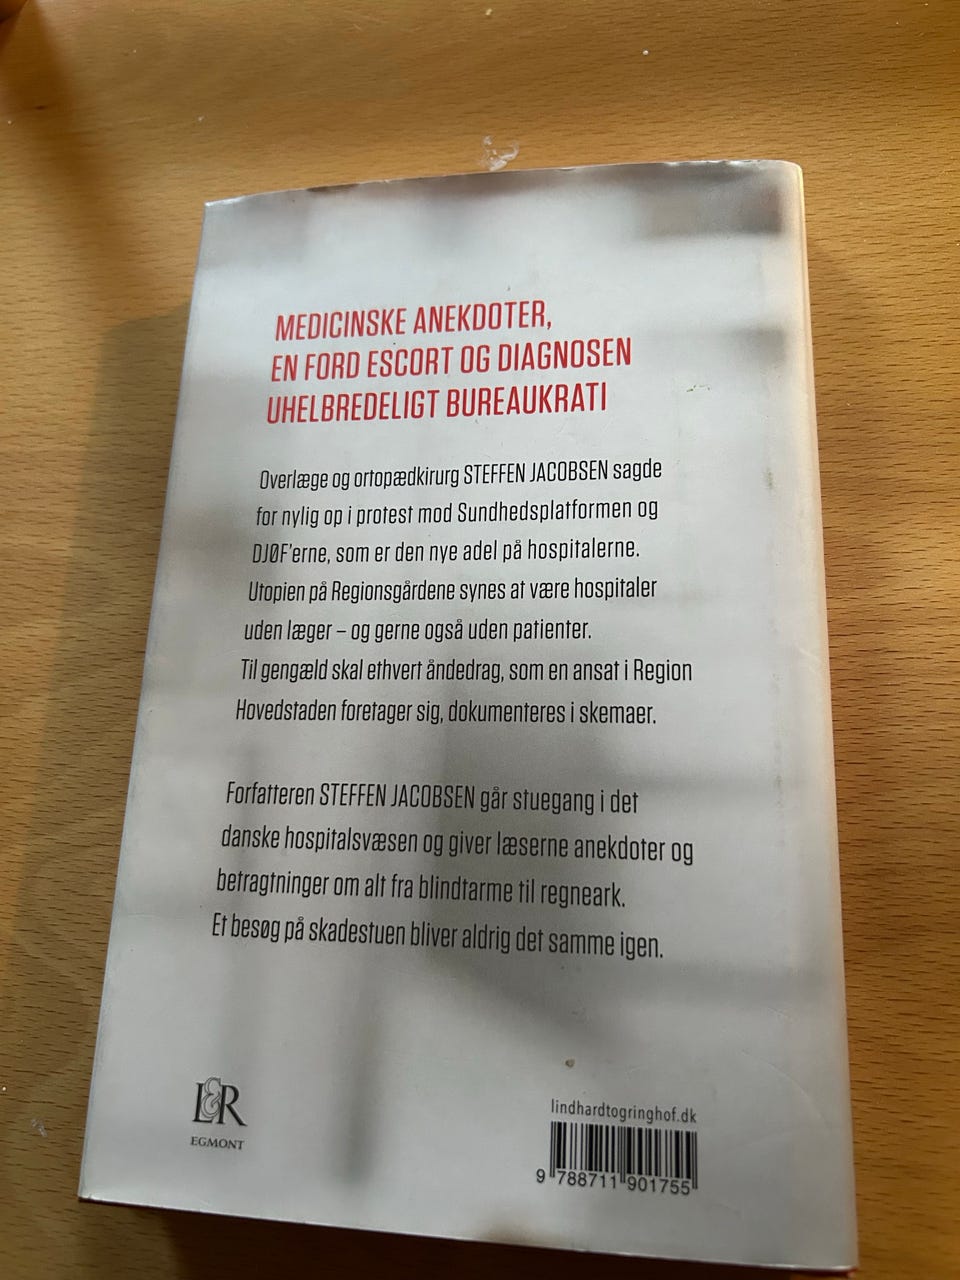 MEDICINSKE ANEKDOTER,
EN FORD ESCORT OG DIAGNOSEN
UHELBREDELIGT BUREAUKRATI
Overlæge og ortopædkirurg STEFFEN JACOBSEN sagde
for nylig op i protest mod Sundhedsplatformen og
DJØF'erne, som er den nye adel på hospitalerne.
Utopien på Regionsgårdene synes at være hospitaler
uden læger – og gerne også uden patienter.
Til gengæld skal ethvert åndedrag, som en ansat i Region
Hovedstaden foretager sig, dokumenteres i skemaer.
Forfatteren STEFFEN JACOBSEN går stuegang i det
danske hospitalsvæsen og giver læserne anekdoter og
betragtninger om alt fra blindtarme til regneark.
Et besøg på skadestuen bliver aldrig det samme igen.
L&R
EGMONT
lindhardtogringhof.dk
9 788711 901755